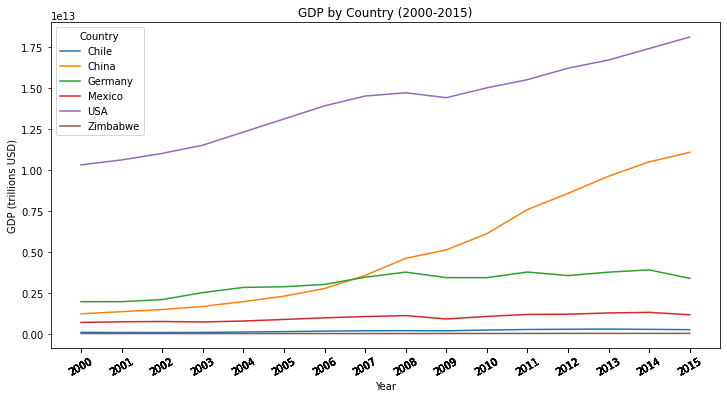 GDP by Country (2000-2015)
1e13
Country
Chile
China
Germany
Mexico
USA
Zimbabwe
GDP (trillions USD)
1.75
1.50
1.25
1.00
0.75
0.50
0.25
0.00
2000 2001 2002 2003 2004 2005 2006 2007 2008 2009 2010 2011 2012 2013 2014 2015
Year